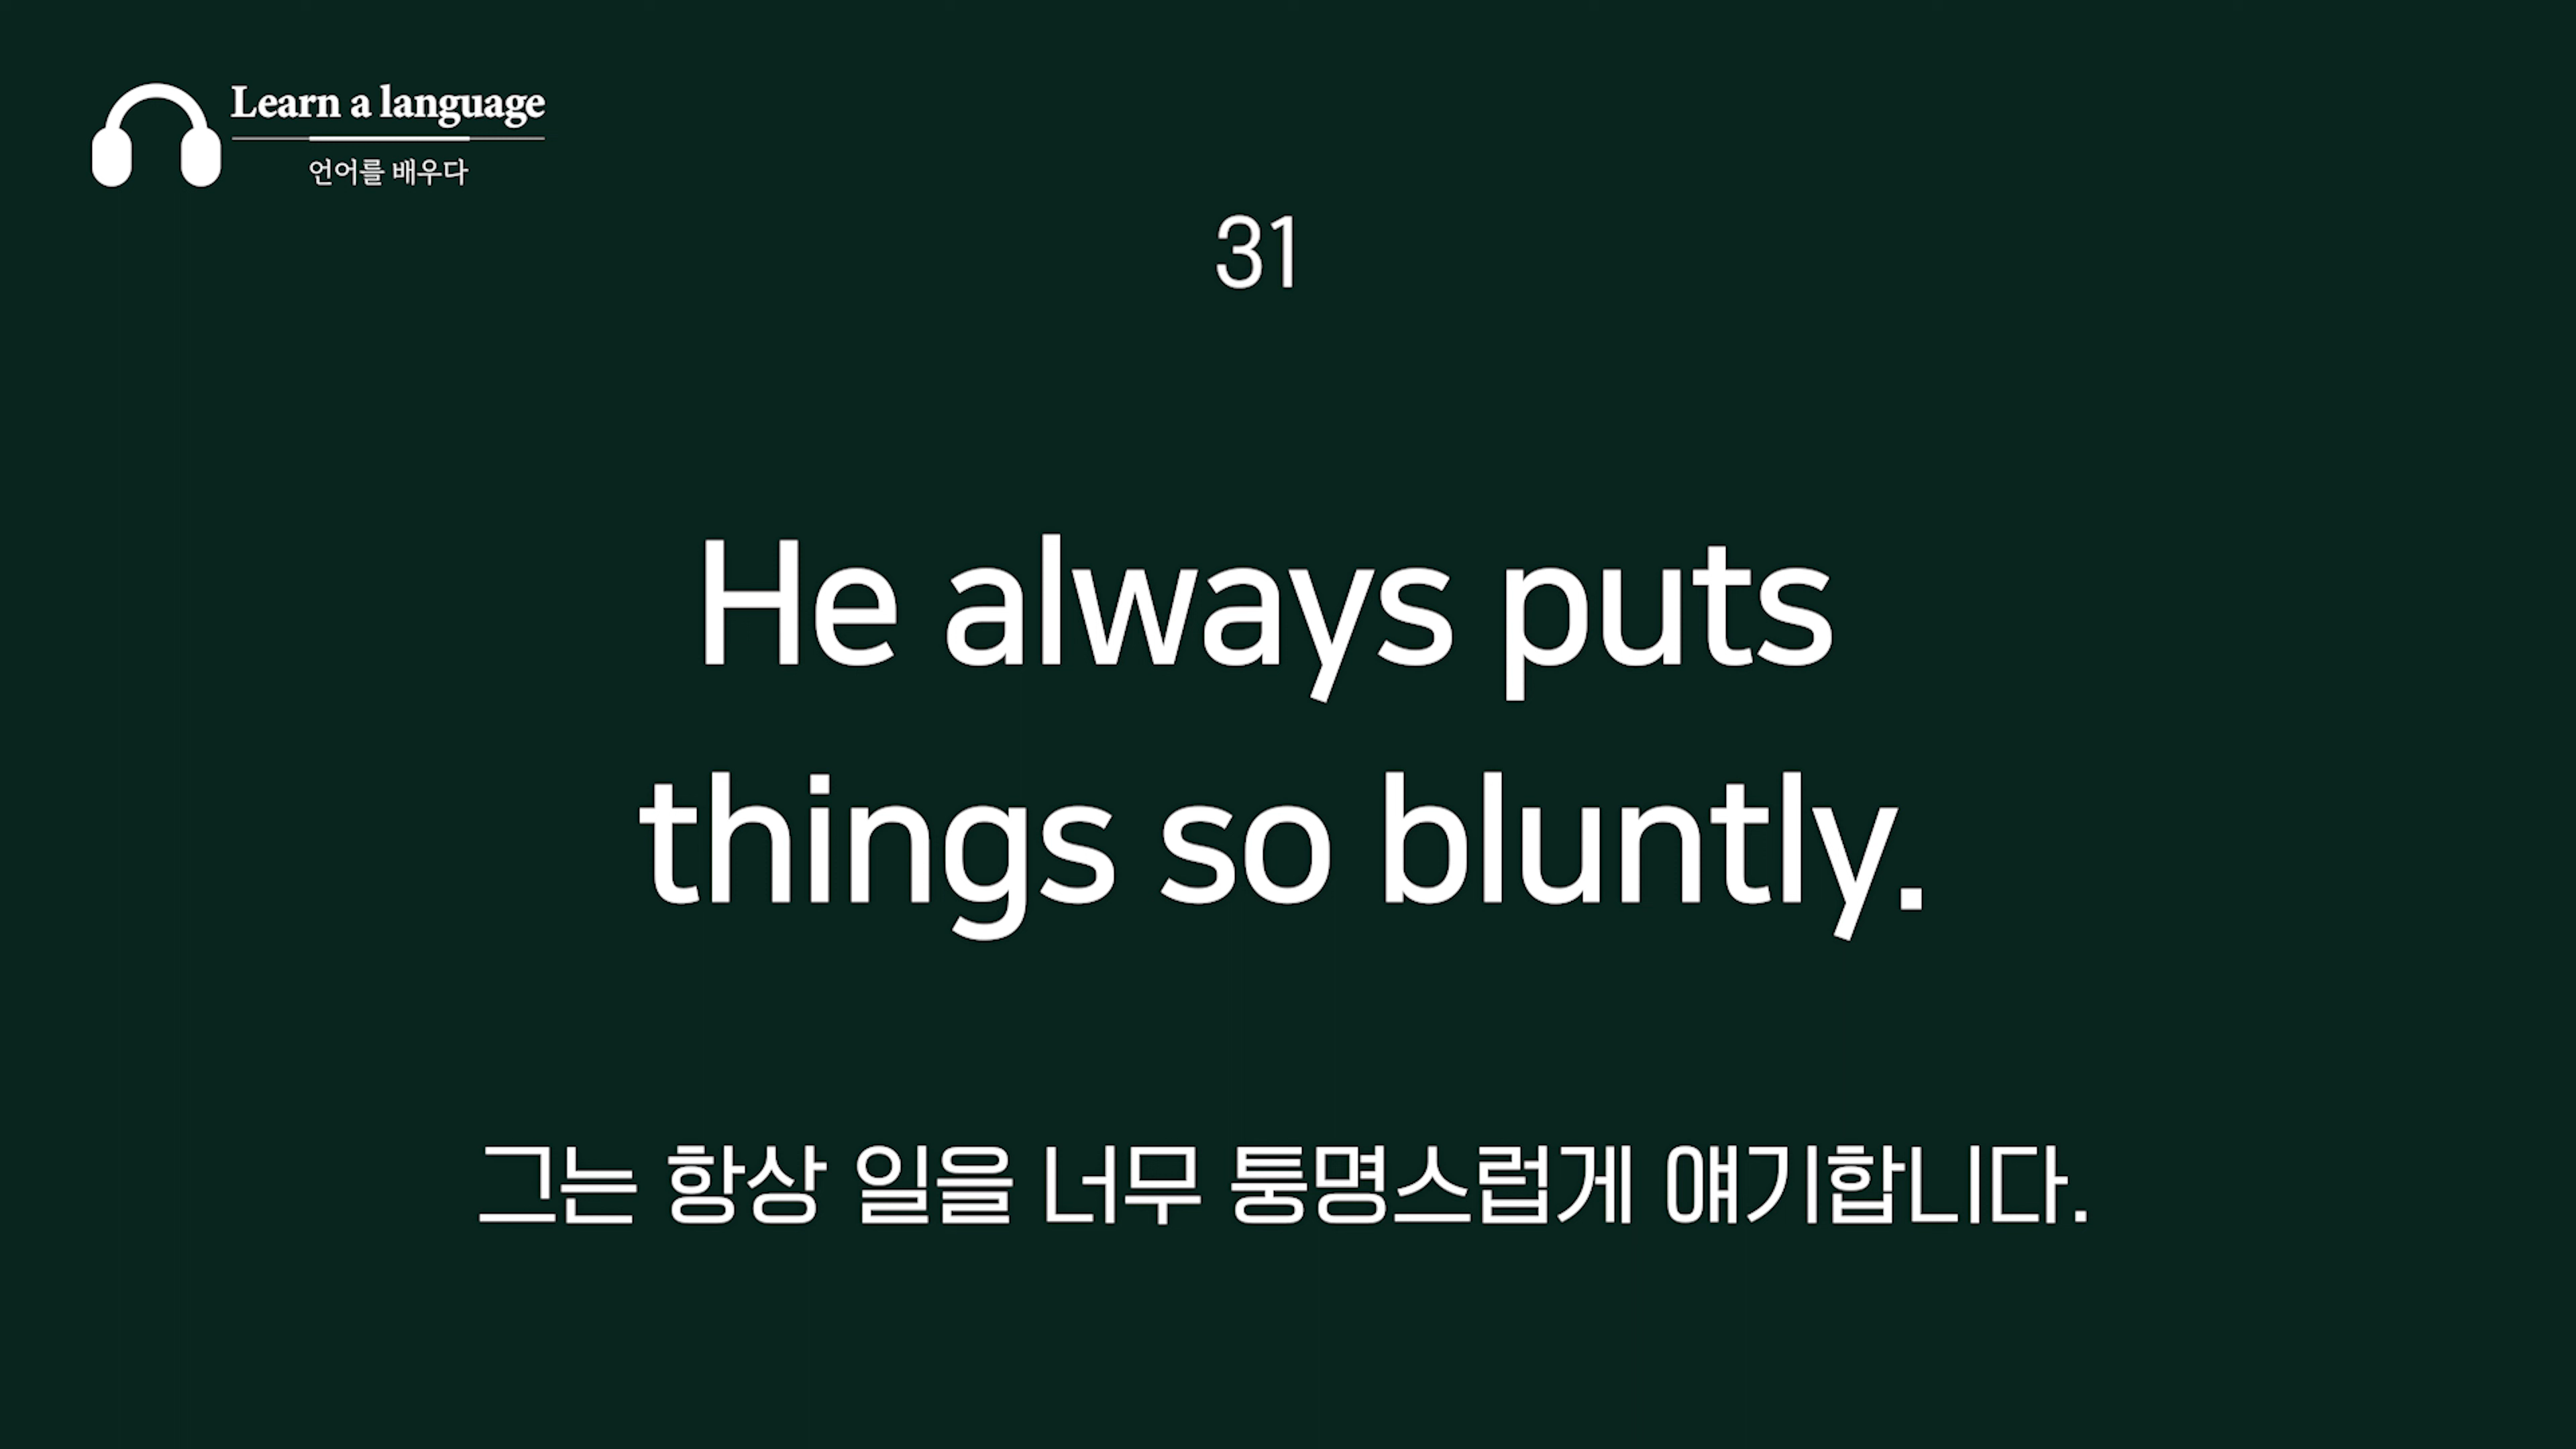 Learn a language
언어를 배우다
31
He always puts
things so bluntly.
그는 항상 일을 너무 퉁명스럽게 얘기합니다.